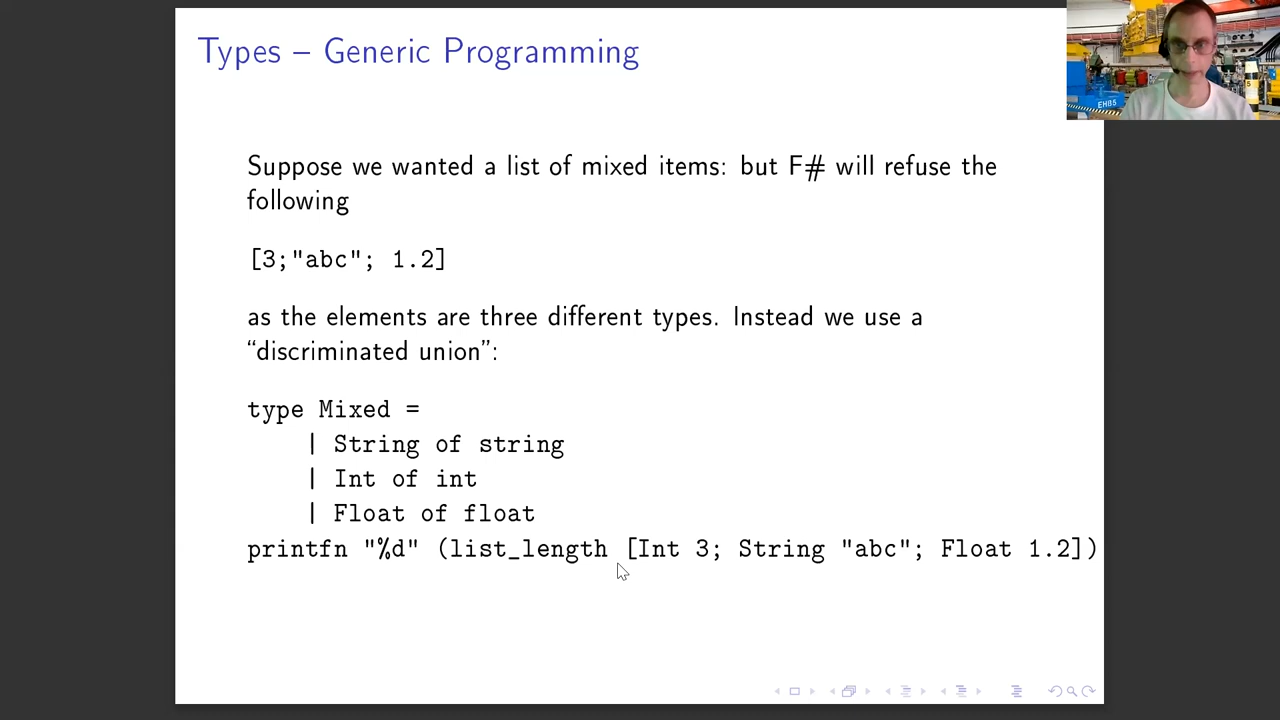 Types – Generic Programming
Suppose we wanted a list of mixed items: but F# will refuse the
following
[3;"abc"; 1.2]
as the elements are three different types. Instead we use a
“discriminated union”:
type Mixed =
    | String of string
    | Int of int
    | Float of float
printfn "%d" (list_length [Int 3; String "abc"; Float 1.2])
EH85
5